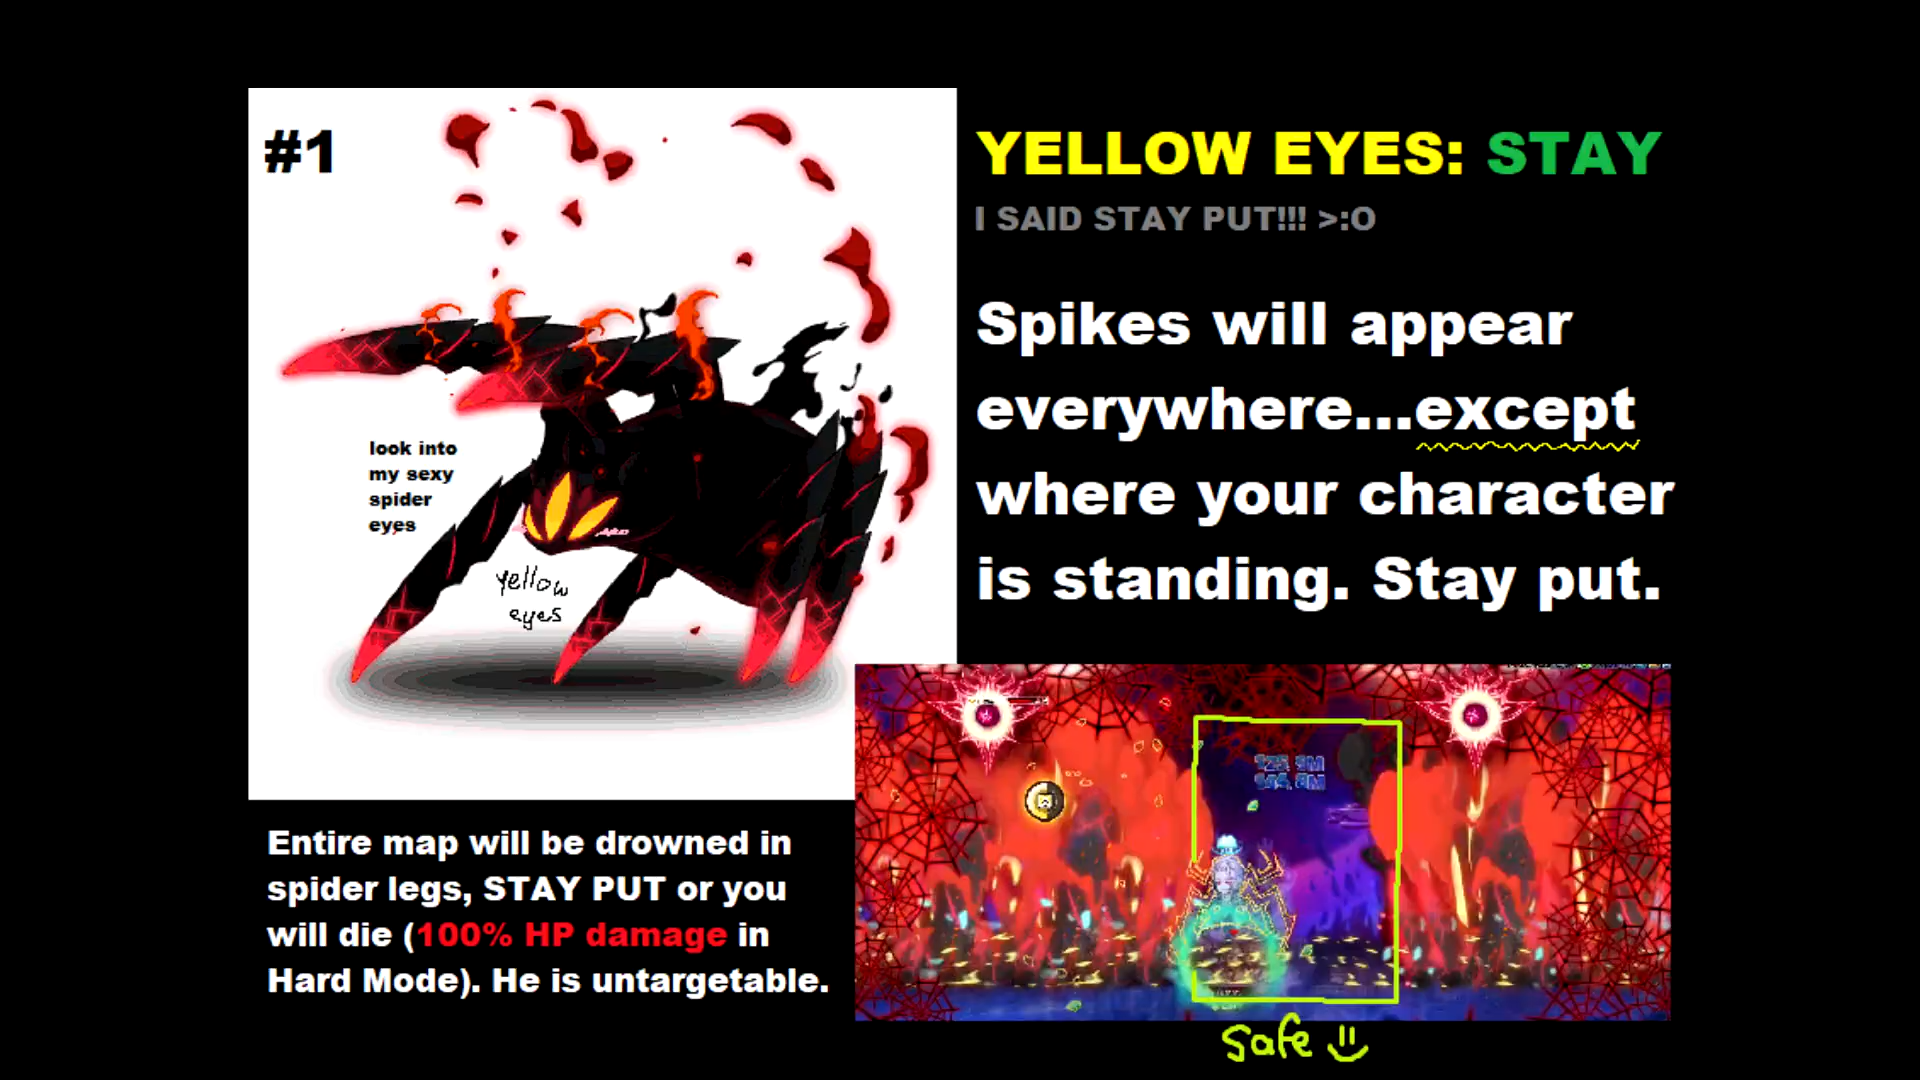 #1
look into
my sexy
spider
eyes
yellow
eyes
YELLOW EYES: STAY
I SAID STAY PUT!!! >:O
Spikes will appear
everywhere...except
where your character
is standing. Stay put.
Entire map will be drowned in
spider legs, STAY PUT or you
will die (100% HP damage in
Hard Mode). He is untargetable.
safe